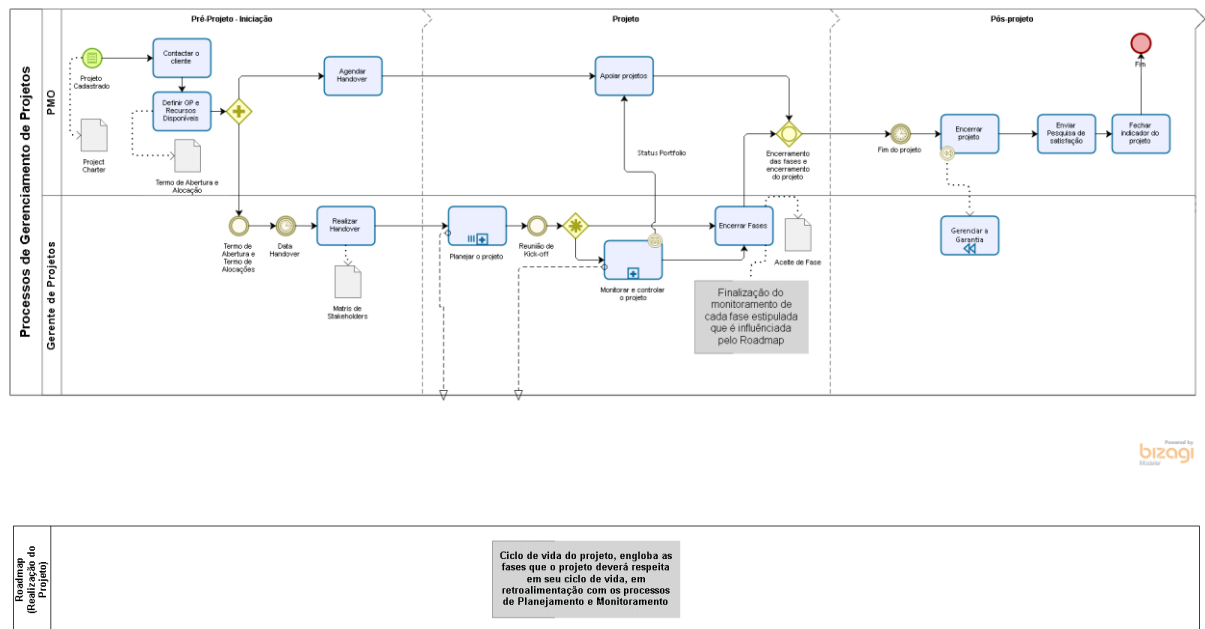 Pré-Projeto - Iniciação
Projeto
Pós-projeto
Processos de Gerenciamento de Projetos
PMO
Gerente de Projetos
Projeto
Cadastrado
Contactar o
cliente
Definir GP e
Recursos
Disponíveis
Project
Charter
Termo de Abertura e
Alocação
Agendar
Handover
Apoiar projetos
Status Portfolio
Encerramento
das fases e
encerramento
do projeto
Fim do projeto
Encerrar
projeto
Enviar
Pesquisa de
satisfação
Fechar
indicador do
projeto
Fim
Termo de
Abertura e
Termo de
Alocações
Data
Handover
Realizar
Handover
Matris de
Stakeholders
Planejar o projeto
Reunião de
Kick-off
Monitorar e controlar
o projeto
Encerrar Fases
Aceite de Fase
Finalização do
monitoramento de
cada fase estipulada
que é influênciada
pelo Roadmap
Gerenciar a
Garantia
Powered by
bizagi
Modeler
Roadmap
(Realização do
Projeto)
Ciclo de vida do projeto, engloba as
fases que o projeto deverá respeita
em seu ciclo de vida, em
retroalimentação com os processos
de Planejamento e Monitoramento